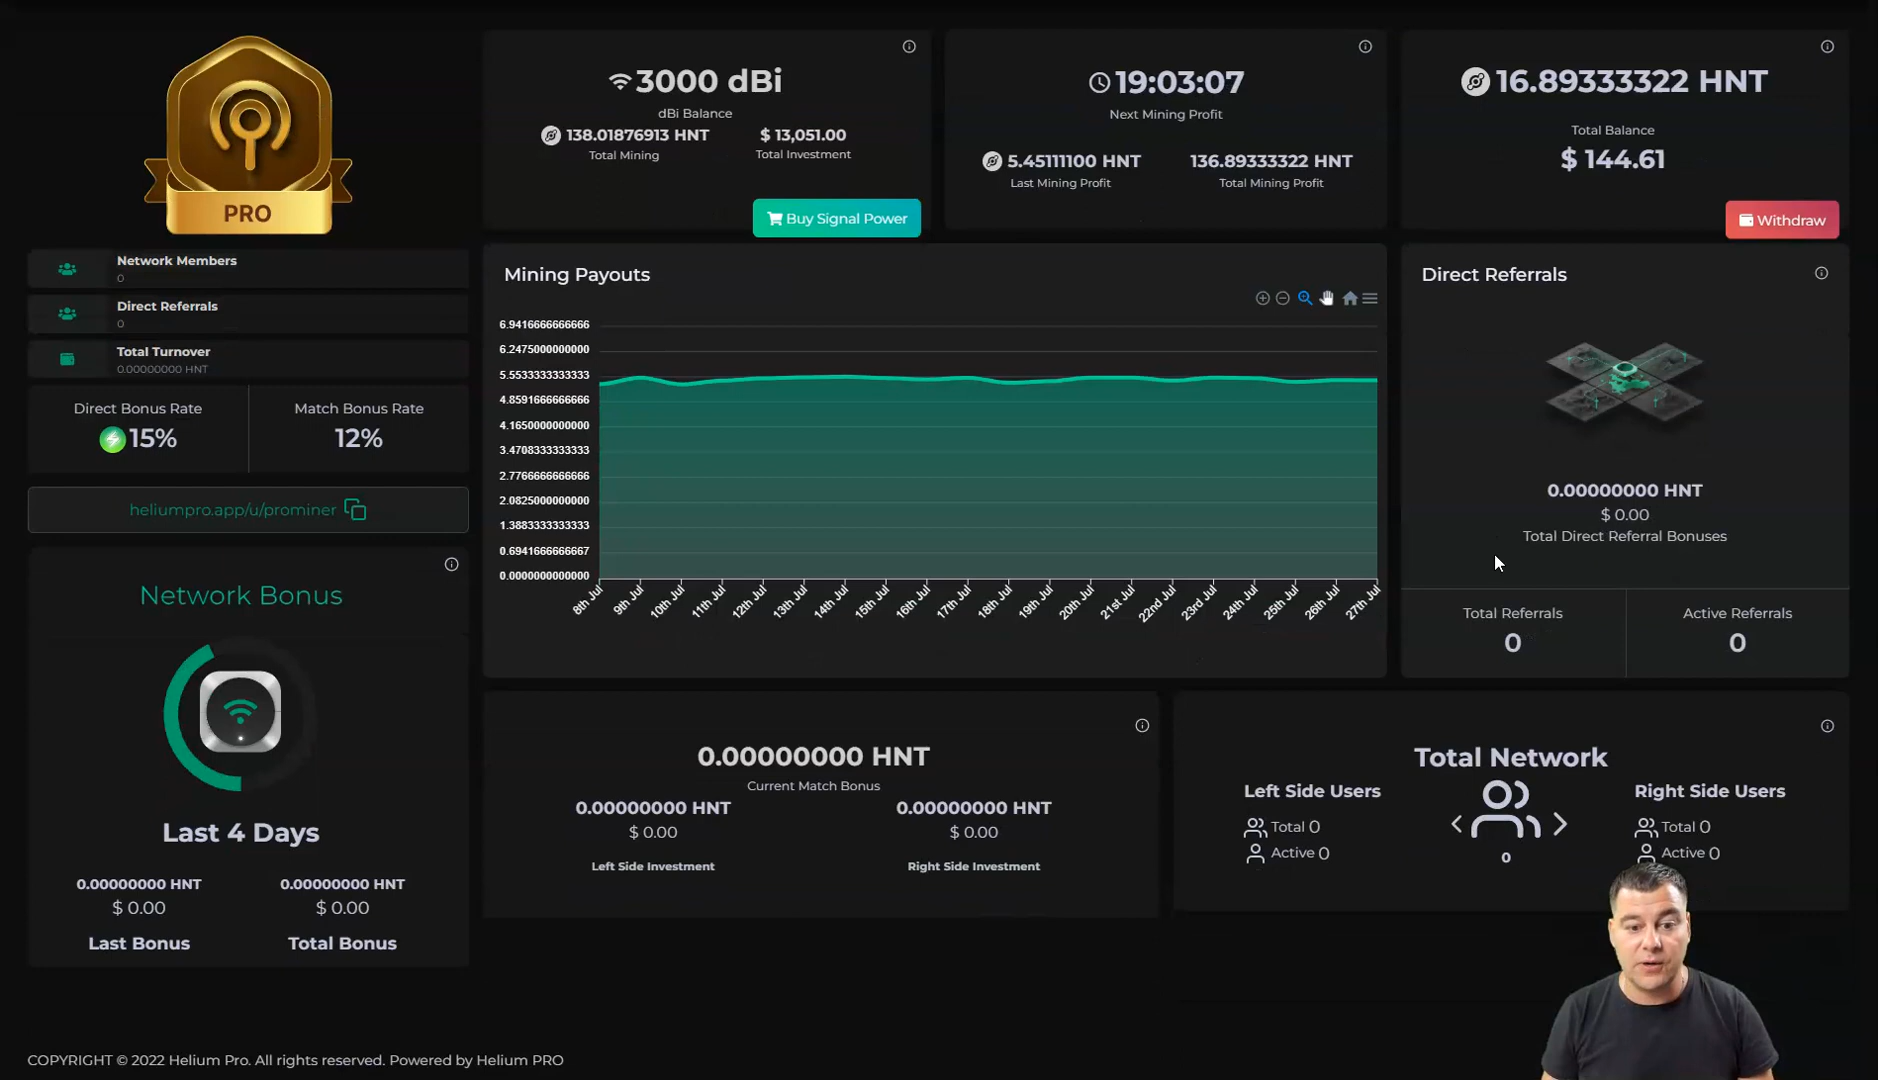 PRO
Network Members
0
Direct Referrals
0
Total Turnover
0.00000000 HNT
Direct Bonus Rate
15%
Match Bonus Rate
12%
heliumpro.app/u/prominer
Network Bonus
Last 4 Days
0.00000000 HNT
$ 0.00
Last Bonus
0.00000000 HNT
$ 0.00
Total Bonus
3000 dBi
dBi Balance
138.01876913 HNT
Total Mining
$ 13,051.00
Total Investment
Buy Signal Power
19:03:07
Next Mining Profit
5.45111100 HNT
Last Mining Profit
136.89333322 HNT
Total Mining Profit
16.89333322 HNT
Total Balance
$ 144.61
Withdraw
Mining Payouts
6.9416666666666
6.2475000000000
5.5533333333333
4.8591666666666
4.1650000000000
3.4708333333333
2.7766666666666
2.0825000000000
1.3883333333333
0.6941666666667
0.0000000000000
8th Jul
9th Jul
10th Jul
11th Jul
12th Jul
13th Jul
14th Jul
15th Jul
16th Jul
17th Jul
18th Jul
19th Jul
20th Jul
21st Jul
22nd Jul
23rd Jul
24th Jul
25th Jul
26th Jul
27th Jul
Direct Referrals
0.00000000 HNT
$ 0.00
Total Direct Referral Bonuses
Total Referrals
0
Active Referrals
0
0.00000000 HNT
Current Match Bonus
0.00000000 HNT
$ 0.00
Left Side Investment
0.00000000 HNT
$ 0.00
Right Side Investment
Total Network
Left Side Users
Total 0
Active 0
0
Right Side Users
Total 0
Active 0
COPYRIGHT © 2022 Helium Pro. All rights reserved. Powered by Helium PRO